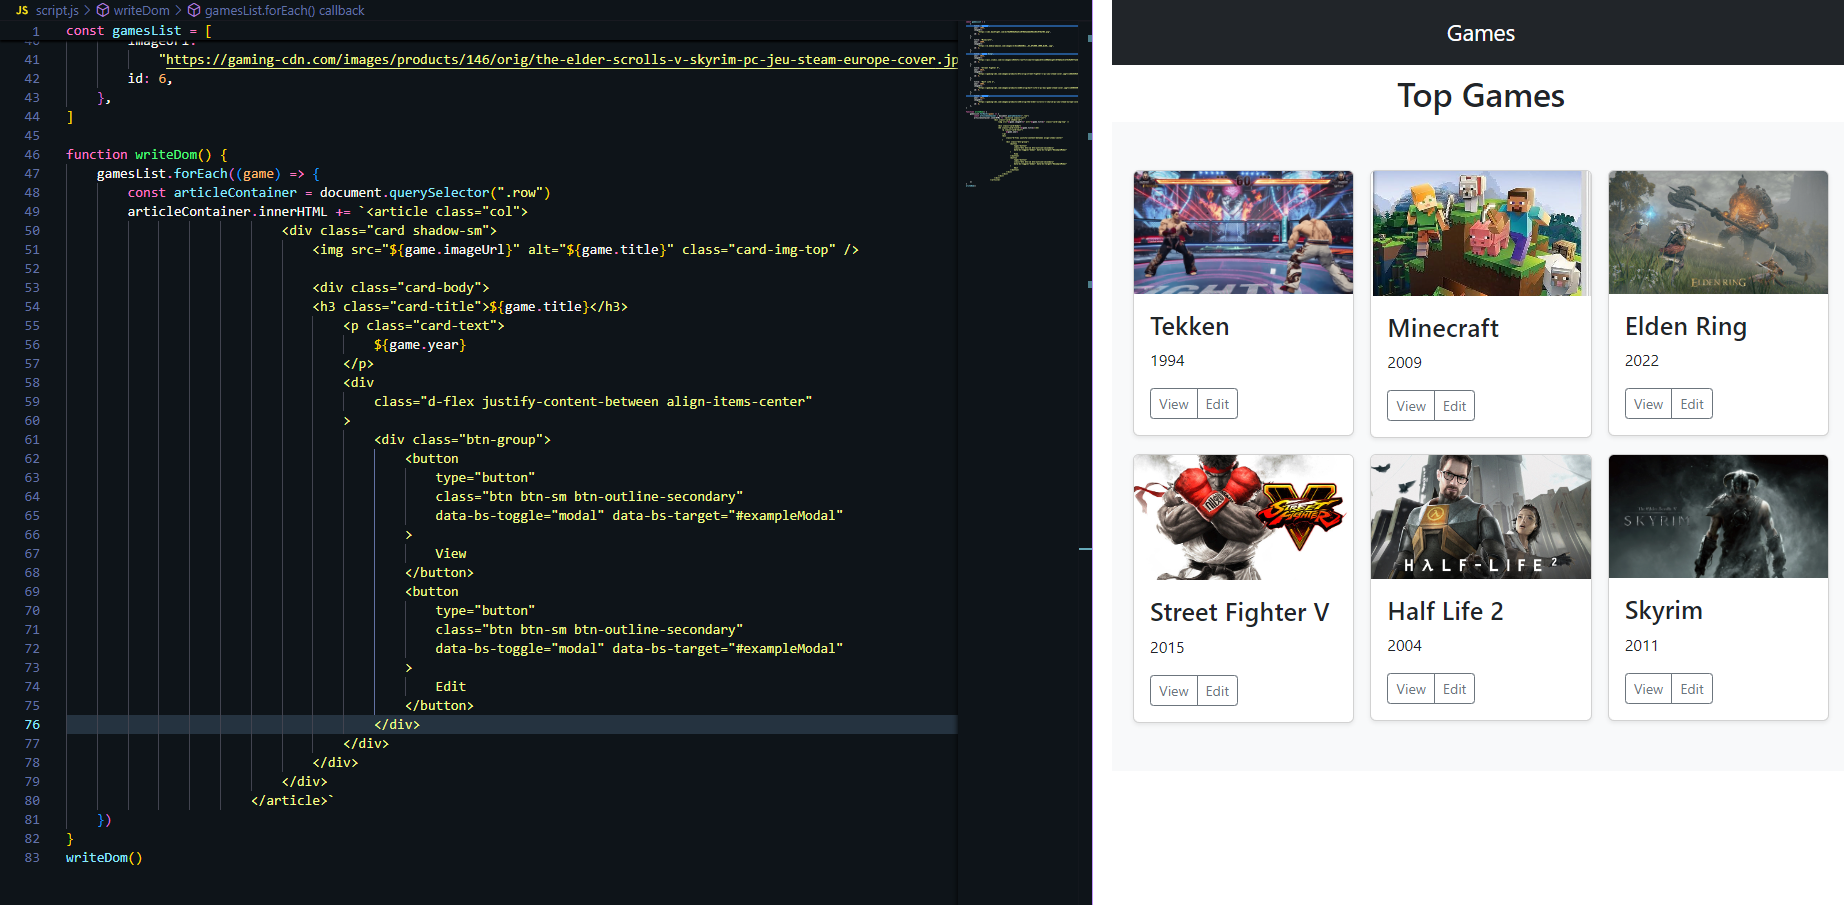 JS script.js > writeDom > gamesList.forEach() callback
1 const gamesList = [
40 imageUrl:
41 "https://gaming-cdn.com/images/products/146/orig/the-elder-scrolls-v-skyrim-pc-jeu-steam-europe-cover.jp
42 id: 6,
43 },
44 ]
45
46 function writeDom() {
47 gamesList.forEach((game) => {
48 const articleContainer = document.querySelector(".row")
49 articleContainer.innerHTML += `<article class="col">
50 <div class="card shadow-sm">
51 <img src="${game.imageUrl}" alt="${game.title}" class="card-img-top" />
52
53 <div class="card-body">
54 <h3 class="card-title">${game.title}</h3>
55 <p class="card-text">
56 ${game.year}
57 </p>
58 <div
59 class="d-flex justify-content-between align-items-center"
60 >
61 <div class="btn-group">
62 <button
63 type="button"
64 class="btn btn-sm btn-outline-secondary"
65 data-bs-toggle="modal" data-bs-target="#exampleModal"
66 >
67 View
68 </button>
69 <button
70 type="button"
71 class="btn btn-sm btn-outline-secondary"
72 data-bs-toggle="modal" data-bs-target="#exampleModal"
73 >
74 Edit
75 </button>
76 </div>
77 </div>
78 </div>
79 </div>
80 </article>`
81 })
82 }
83 writeDom()
Games
Top Games
Tekken
1994
View Edit
Minecraft
2009
View Edit
ELDEN RING
Elden Ring
2022
View Edit
STREET FIGHTER V
Street Fighter V
2015
View Edit
HλLF-LIFE 2
Half Life 2
2004
View Edit
SKYRIM
Skyrim
2011
View Edit